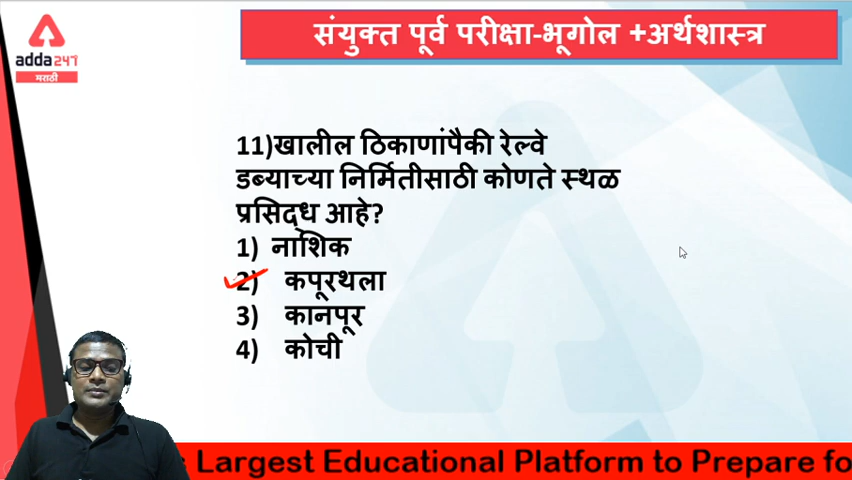 adda247
मराठी
संयुक्त पूर्व परीक्षा-भूगोल +अर्थशास्त्र
11)खालील ठिकाणांपैकी रेल्वे
डब्याच्या निर्मितीसाठी कोणते स्थळ
प्रसिद्ध आहे?
1) नाशिक
2) कपूरथला
3) कानपूर
4) कोची
s Largest Educational Platform to Prepare fo